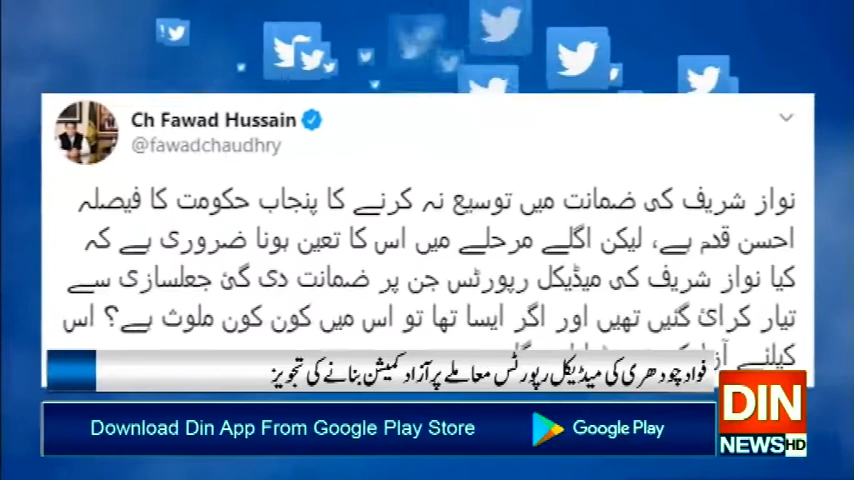 Ch Fawad Hussain
@fawadchaudhry
نواز شریف کی ضمانت میں توسیع نہ کرنے کا پنجاب حکومت کا فیصلہ
احسن قدم ہے، لیکن اگلے مرحلے میں اس کا تعین ہونا ضروری ہے کہ
کیا نواز شریف کی میڈیکل رپورٹس جن پر ضمانت دی گئ جعلسازی سے
تیار کرائ گئیں تھیں اور اگر ایسا تھا تو اس میں کون کون ملوث ہے؟ اس
کیلئے
فواد چودھری کی میڈیکل رپورٹس معاملے پر آزاد کمیشن بنانے کی تجویز
Download Din App From Google Play Store
Google Play
DIN
NEWS HD